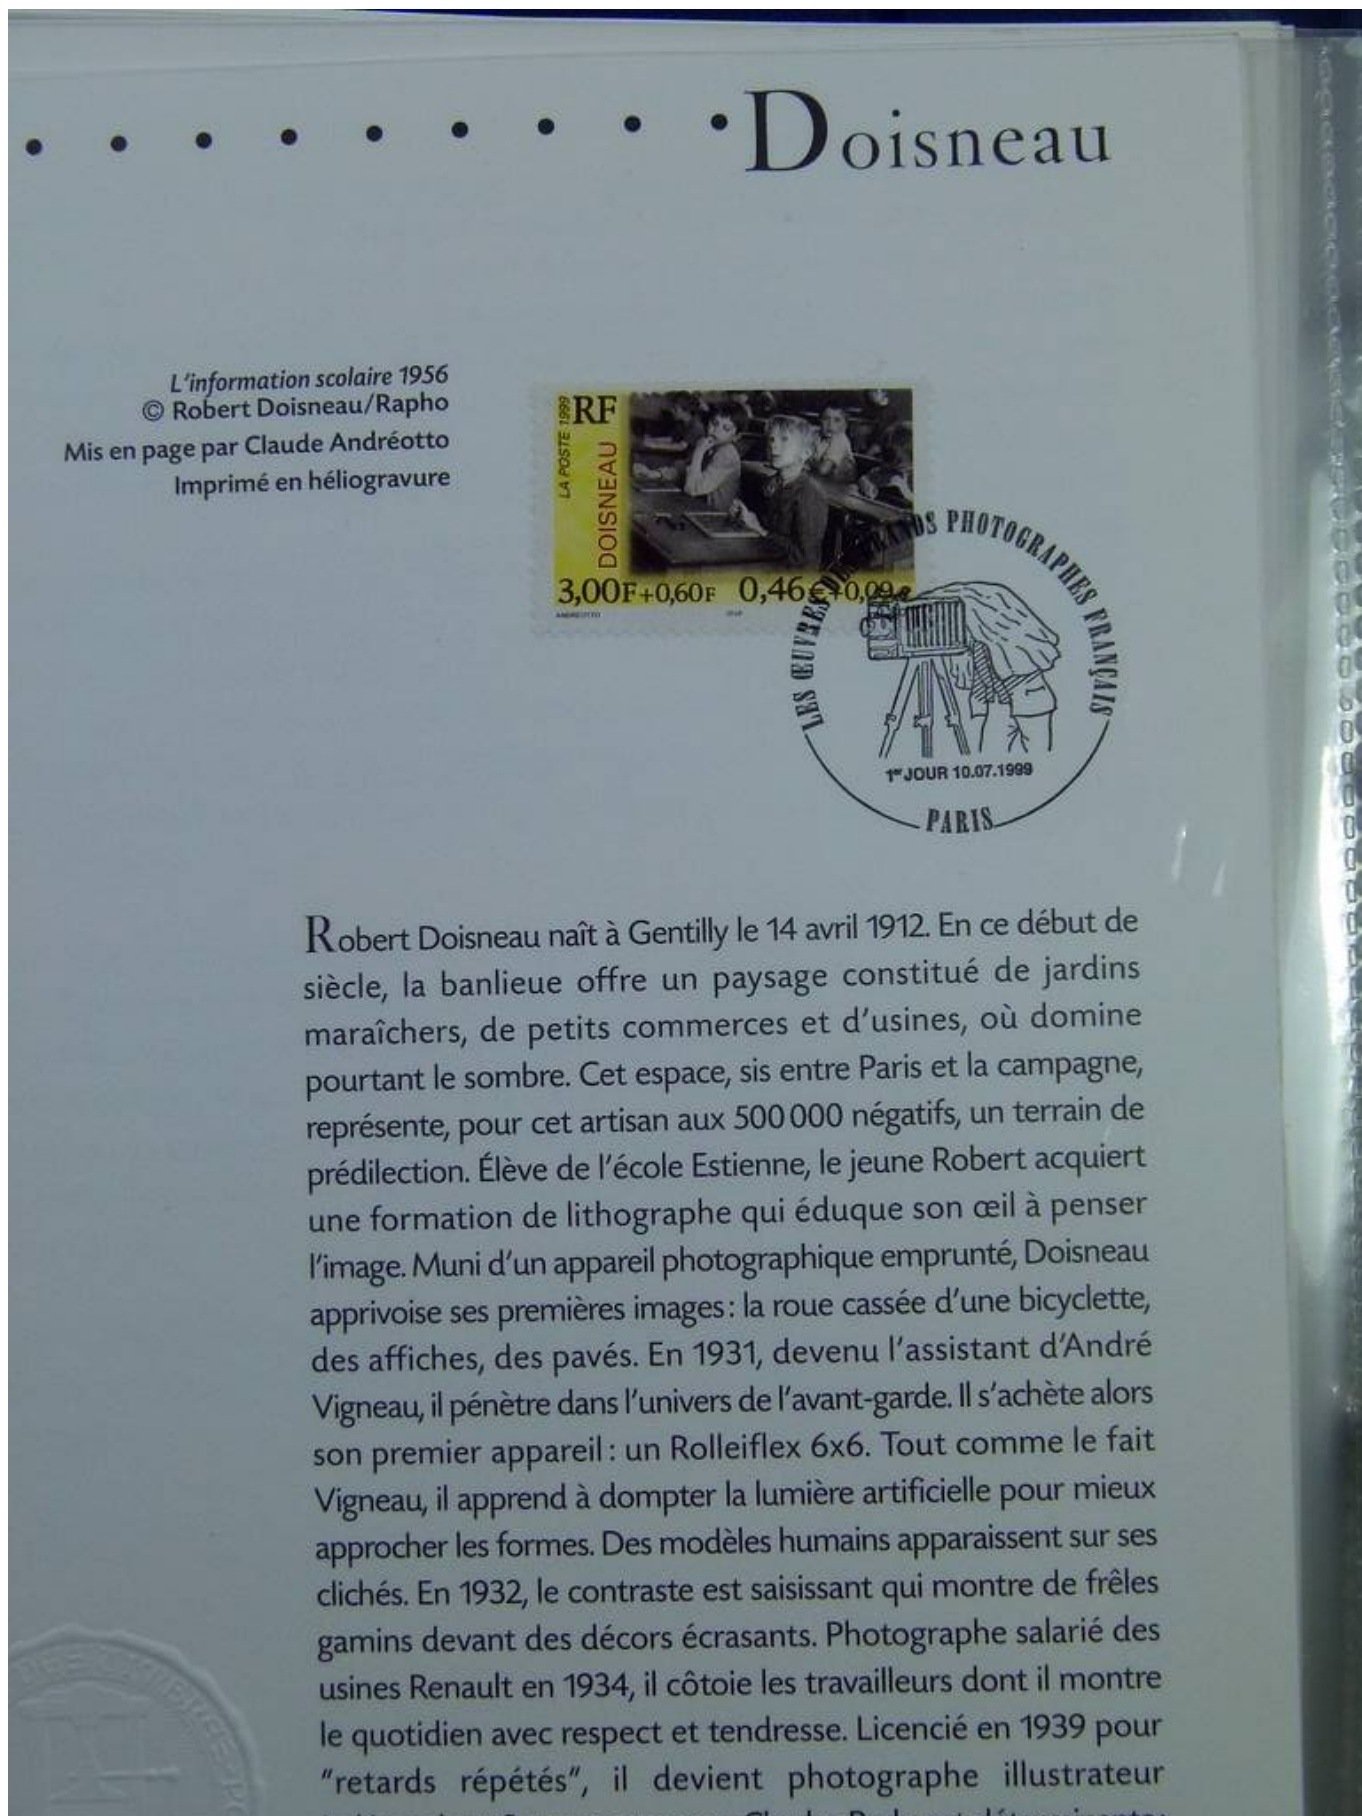 Doisneau
L'information scolaire 1956
© Robert Doisneau/Rapho
Mis en page par Claude Andréotto
Imprimé en héliogravure
LA POSTE 1999
RF
DOISNEAU
3,00F+0,60F 0,46€+0,09€
ANDREOTTO
LES ŒUVRES DES GRANDS PHOTOGRAPHES FRANÇAIS
1er JOUR 10.07.1999
PARIS
Robert Doisneau naît à Gentilly le 14 avril 1912. En ce début de
siècle, la banlieue offre un paysage constitué de jardins
maraîchers, de petits commerces et d'usines, où domine
pourtant le sombre. Cet espace, sis entre Paris et la campagne,
représente, pour cet artisan aux 500 000 négatifs, un terrain de
prédilection. Élève de l'école Estienne, le jeune Robert acquiert
une formation de lithographe qui éduque son œil à penser
l'image. Muni d'un appareil photographique emprunté, Doisneau
apprivoise ses premières images : la roue cassée d'une bicyclette,
des affiches, des pavés. En 1931, devenu l'assistant d'André
Vigneau, il pénètre dans l'univers de l'avant-garde. Il s'achète alors
son premier appareil : un Rolleiflex 6x6. Tout comme le fait
Vigneau, il apprend à dompter la lumière artificielle pour mieux
approcher les formes. Des modèles humains apparaissent sur ses
clichés. En 1932, le contraste est saisissant qui montre de frêles
gamins devant des décors écrasants. Photographe salarié des
usines Renault en 1934, il côtoie les travailleurs dont il montre
le quotidien avec respect et tendresse. Licencié en 1939 pour
"retards répétés", il devient photographe illustrateur